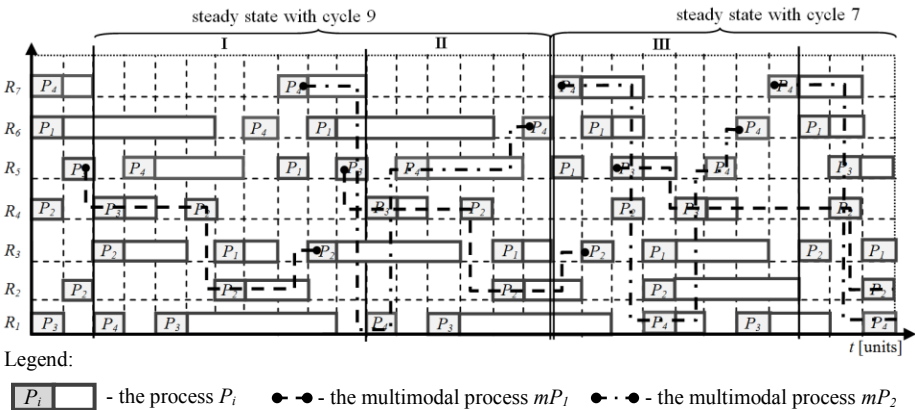 steady state with cycle 9 steady state with cycle 7
I II III
R7 P4 P4 P4 P4
R6 P1 P4 P1 P4 P1 P4 P1
R5 P3 P4 P1 P3 P4 P1 P3 P4 P3
R4 P2 P3 P2 P3 P2 P2 P3 P2
R3 P2 P1 P2 P1 P2 P1 P2 P1
R2 P2 P2 P2 P2 P2
R1 P3 P4 P3 P4 P3 P4 P3 P4
t [units]
Legend:
Pi - the process Pi - the multimodal process mP1 - the multimodal process mP2